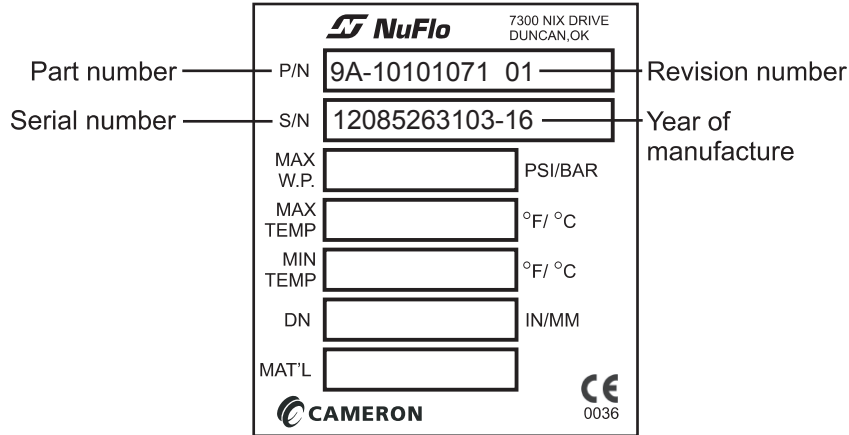 NuFlo
7300 NIX DRIVE
DUNCAN,OK
Part number
P/N
9A-10101071 01
Revision number
Serial number
S/N
12085263103-16
Year of
manufacture
MAX
W.P.
PSI/BAR
MAX
TEMP
°F/ °C
MIN
TEMP
°F/ °C
DN
IN/MM
MAT'L
CAMERON
CE
0036